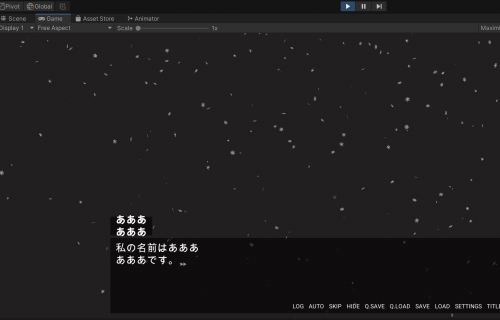 Pivot Global
Scene Game Asset Store Animator
Display 1 Free Aspect Scale 1x
あああ
あああ
私の名前はあああ
あああです。
LOG AUTO SKIP HIDE Q.SAVE Q.LOAD SAVE LOAD SETTINGS TITL